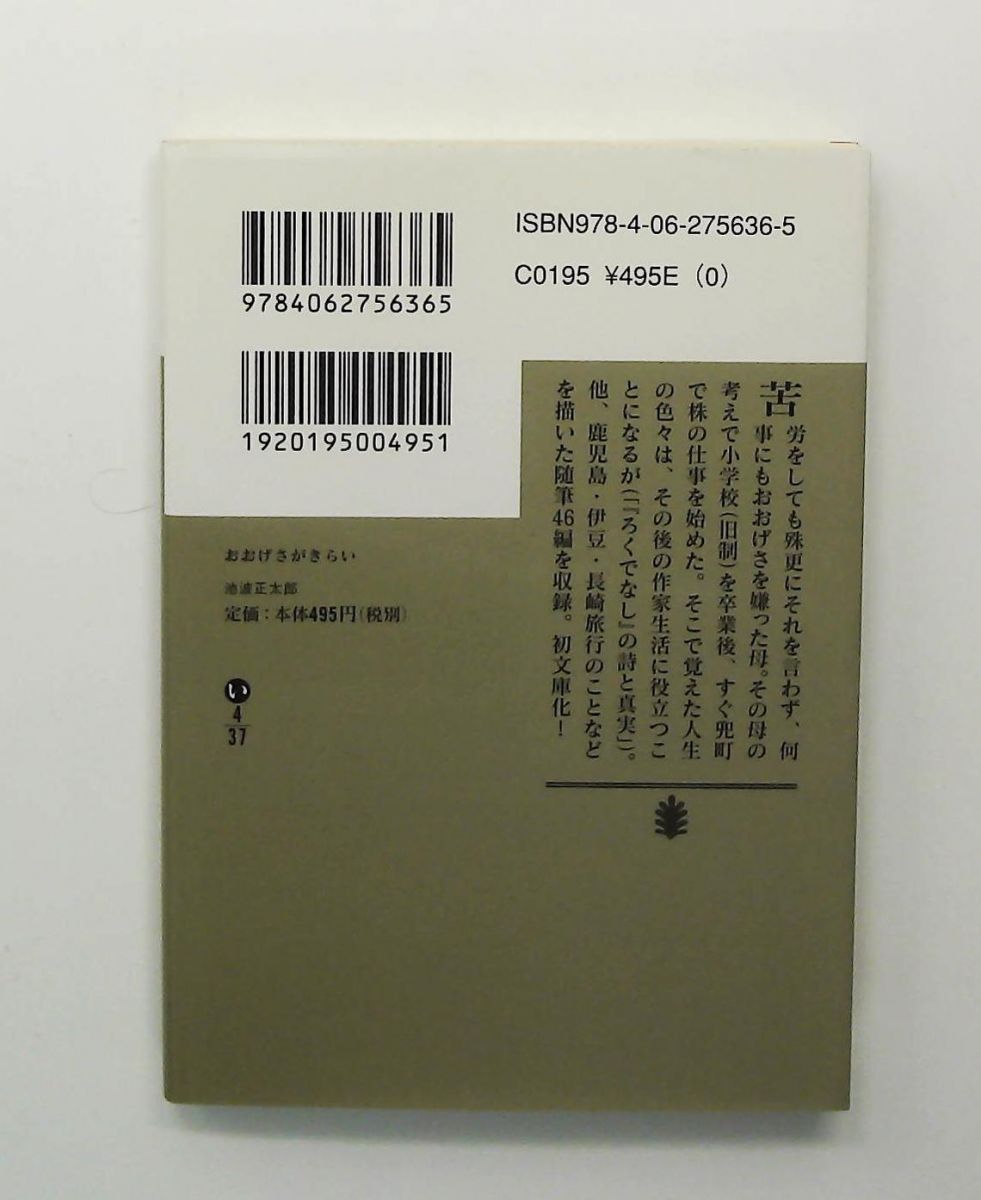 ISBN978-4-06-275636-5
C0195 ¥495E (0)
9784062756365
1920195004951
苦労をしても殊更にそれを言わず、何
事にもおおげさを嫌った母。その母の
考えで小学校(旧制)を卒業後、すぐ兜町
で株の仕事を始めた。そこで覚えた人生
の色々は、その後の作家生活に役立つこ
とになるが(「『ろくでなし』の詩と真実」)。
他、鹿児島・伊豆・長崎旅行のことなど
を描いた随筆46編を収録。初文庫化!
おおげさがきらい
池波正太郎
定価:本体495円(税別)
い
4
37